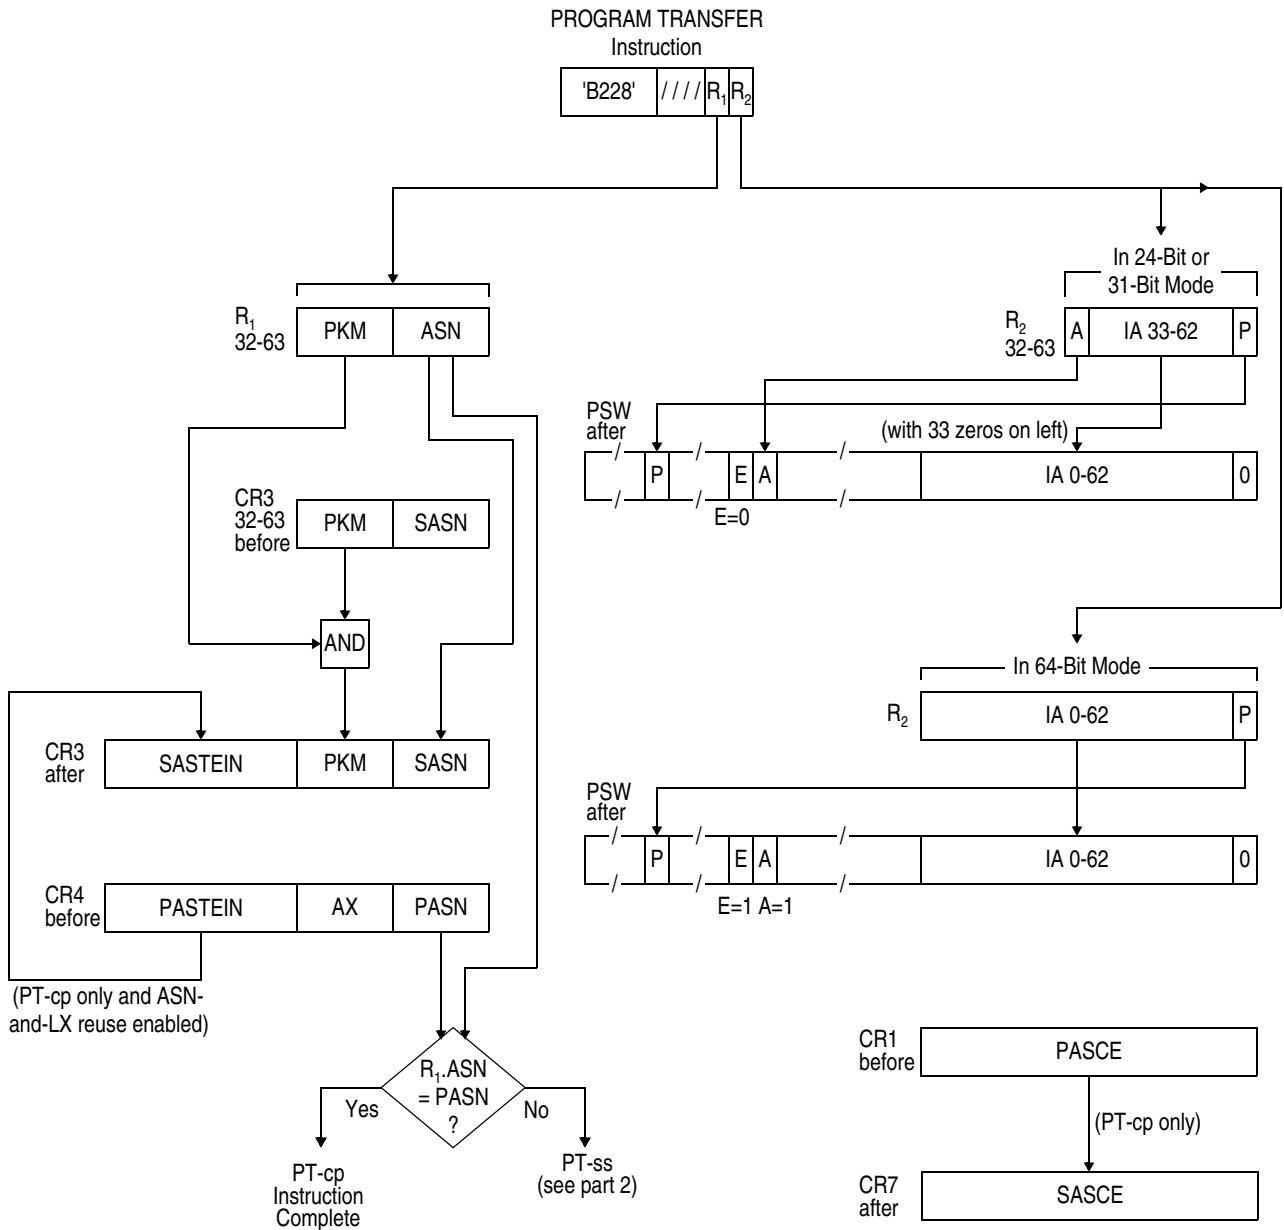 PROGRAM TRANSFER
Instruction
'B228' //// R1 R2
In 24-Bit or
31-Bit Mode
R1
32-63
PKM ASN
R2
32-63
A IA 33-62 P
PSW
after
(with 33 zeros on left)
P E A IA 0-62 0
E=0
CR3
32-63
before
PKM SASN
AND
In 64-Bit Mode
R2
IA 0-62 P
CR3
after
SASTEIN PKM SASN
PSW
after
P E A IA 0-62 0
E=1 A=1
CR4
before
PASTEIN AX PASN
(PT-cp only and ASN-
and-LX reuse enabled)
R1.ASN
= PASN
?
Yes
No
PT-cp
Instruction
Complete
PT-ss
(see part 2)
CR1
before
PASCE
(PT-cp only)
CR7
after
SASCE